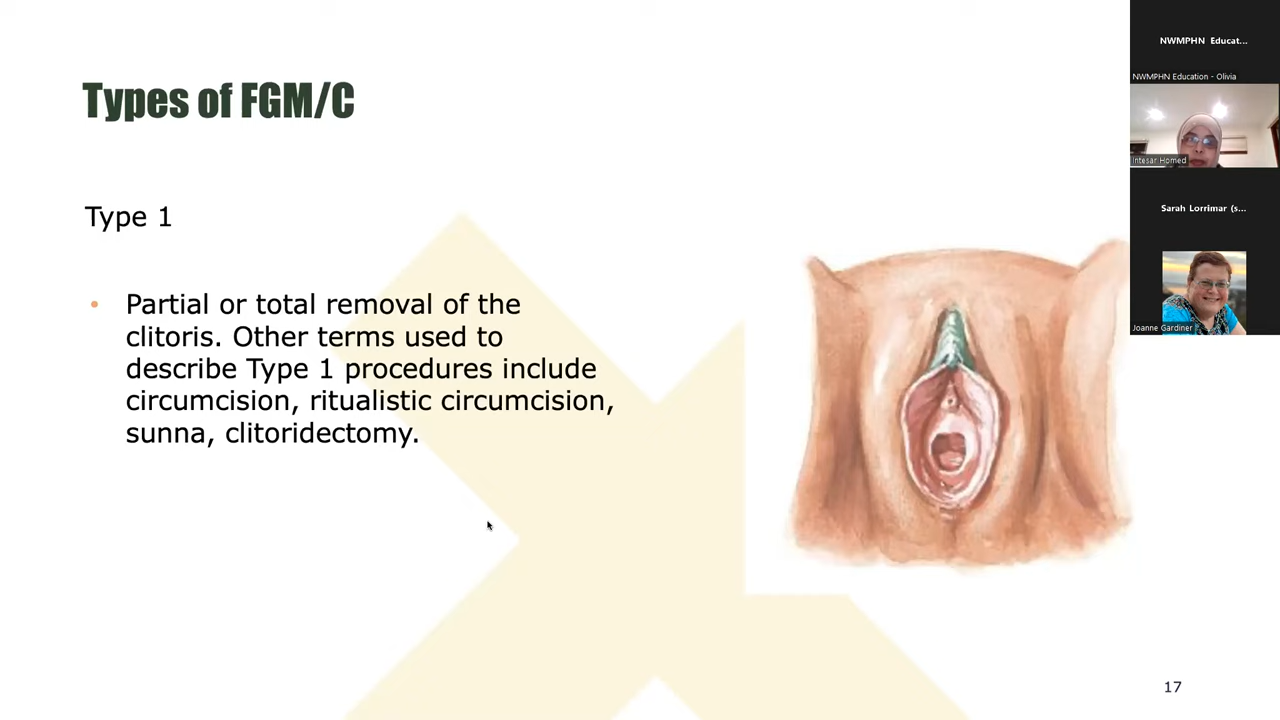 Types of FGM/C
Type 1
• Partial or total removal of the
clitoris. Other terms used to
describe Type 1 procedures include
circumcision, ritualistic circumcision,
sunna, clitoridectomy.
17
NWMPHN Educat...
NWMPHN Education - Olivia
Intesar Homed
Sarah Lorrimar (s...
Joanne Gardiner